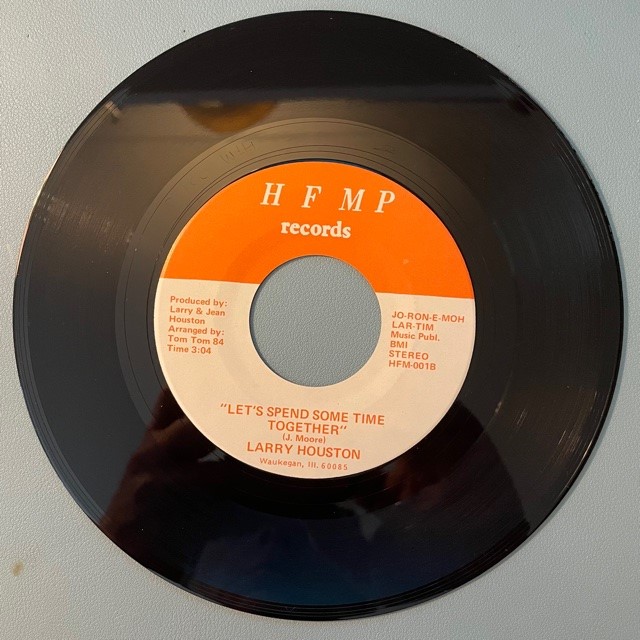 H F M P
records
Produced by:
Larry & Jean
Houston
Arranged by:
Tom Tom 84
Time 3:04
JO-RON-E-MOH
LAR-TIM
Music Publ.
BMI
STEREO
HFM-001B
"LET'S SPEND SOME TIME
TOGETHER"
(J. Moore)
LARRY HOUSTON
Waukegan, Ill. 60085